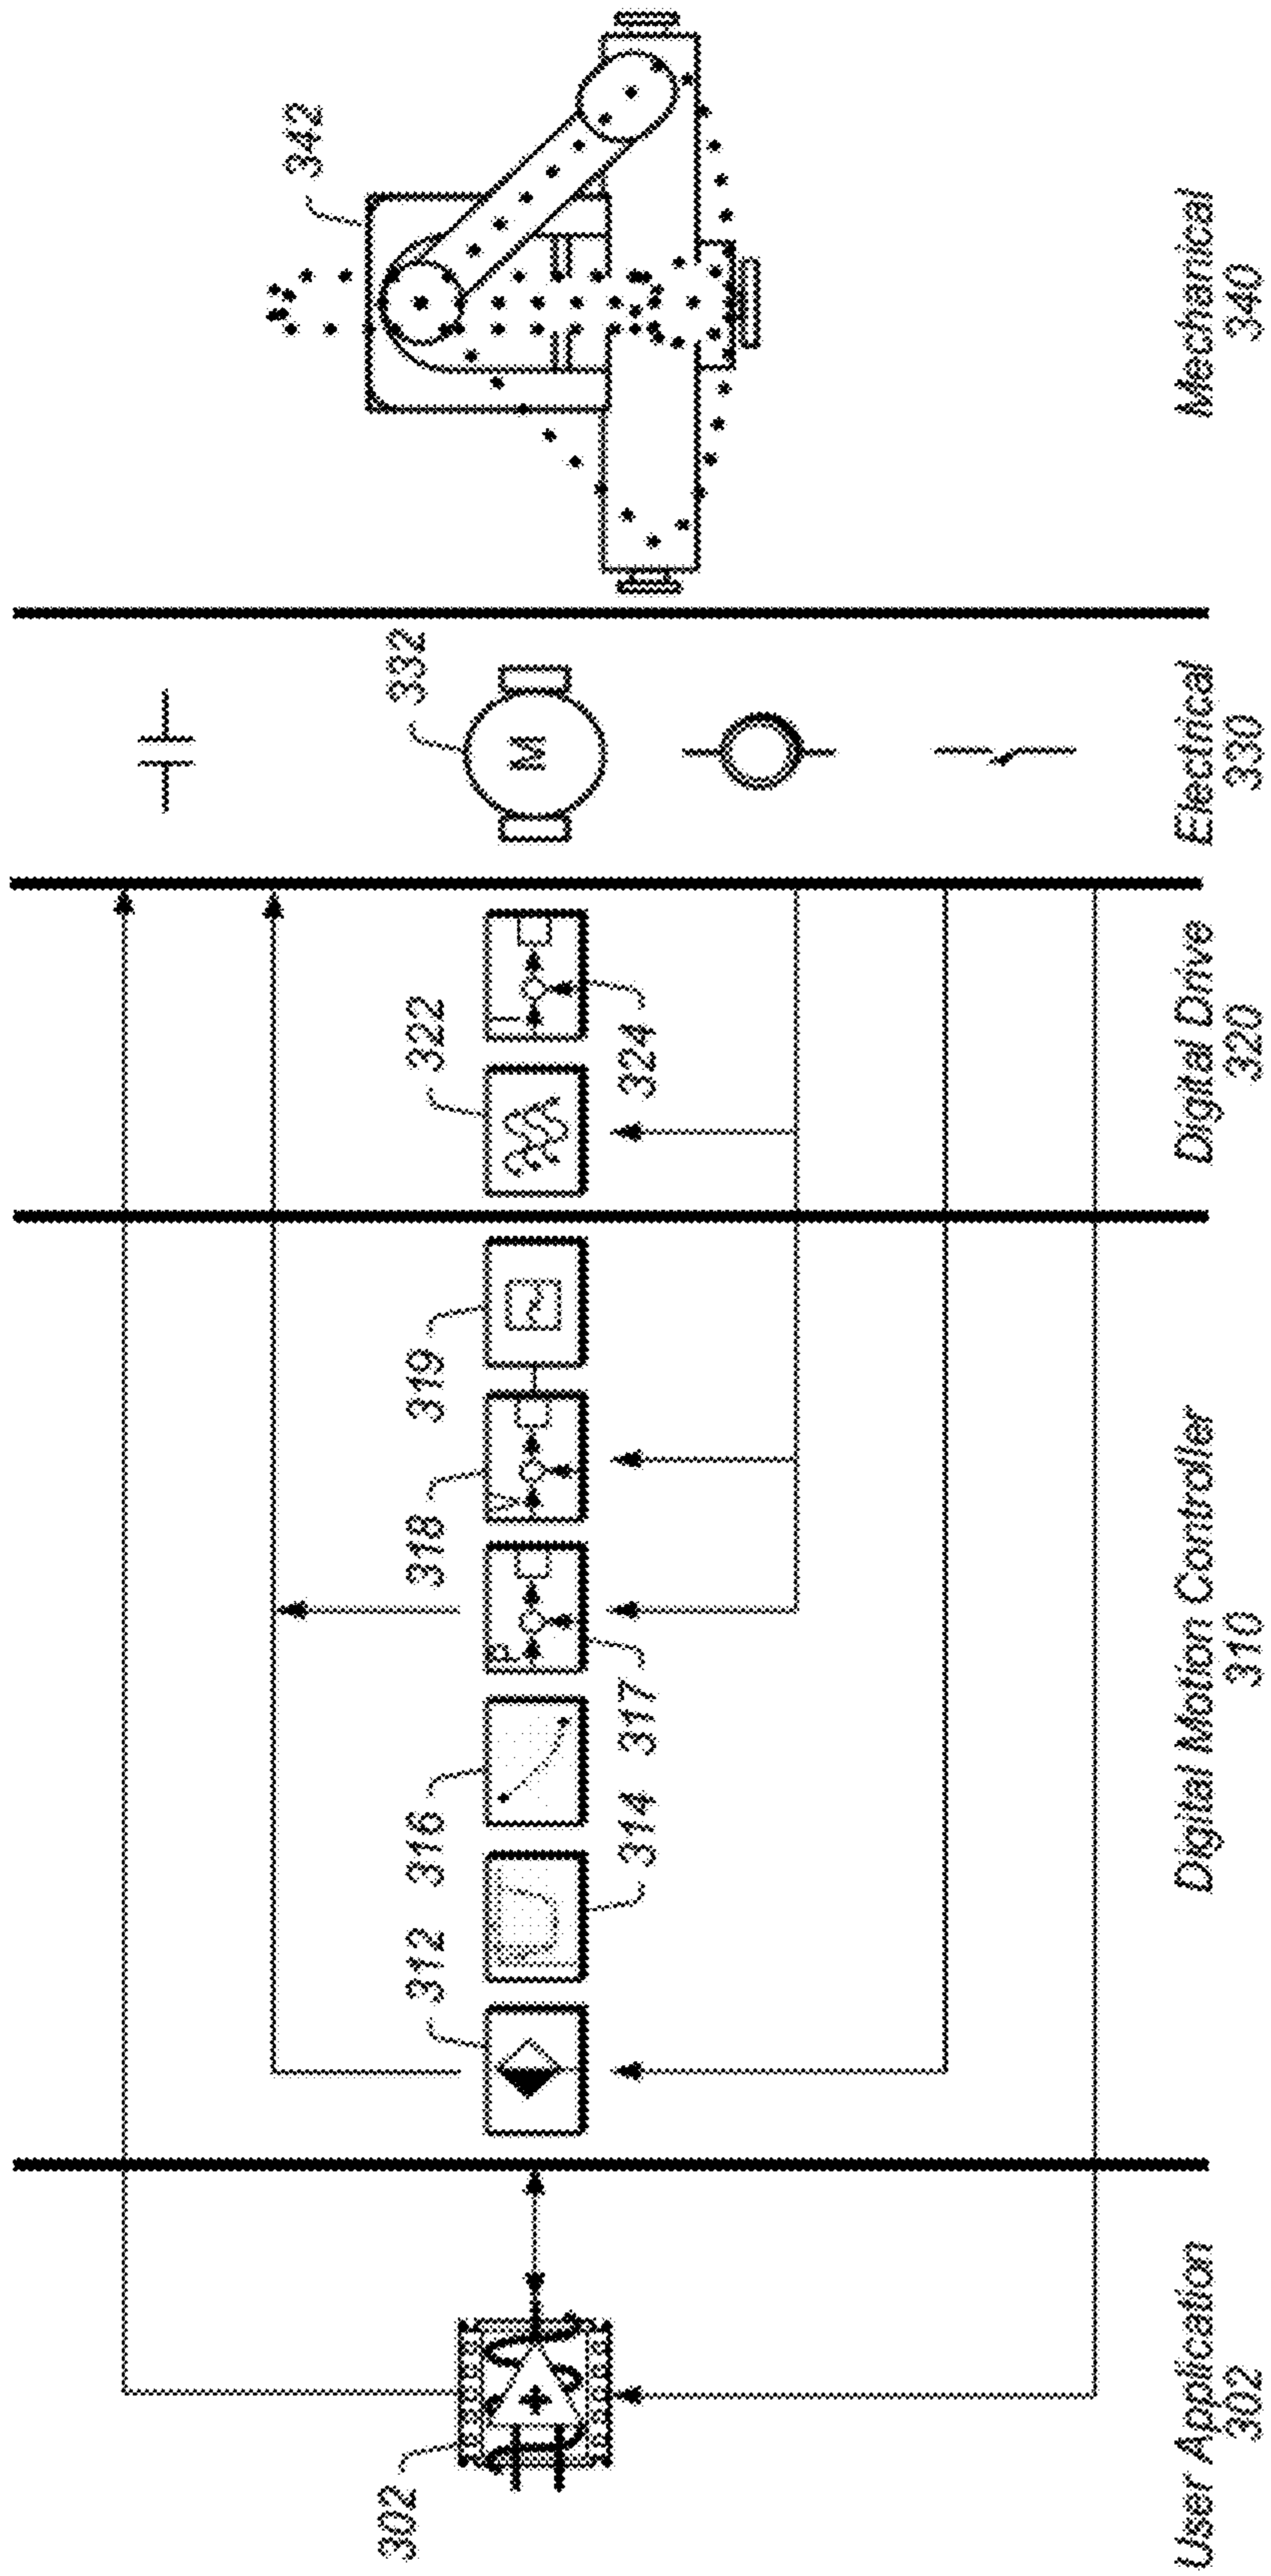 342
332
M
322
324
319
318
V
P
317
316
314
312
302
User Application
302
Digital Motion Controller
310
Digital Drive
320
Electrical
330
Mechanical
340